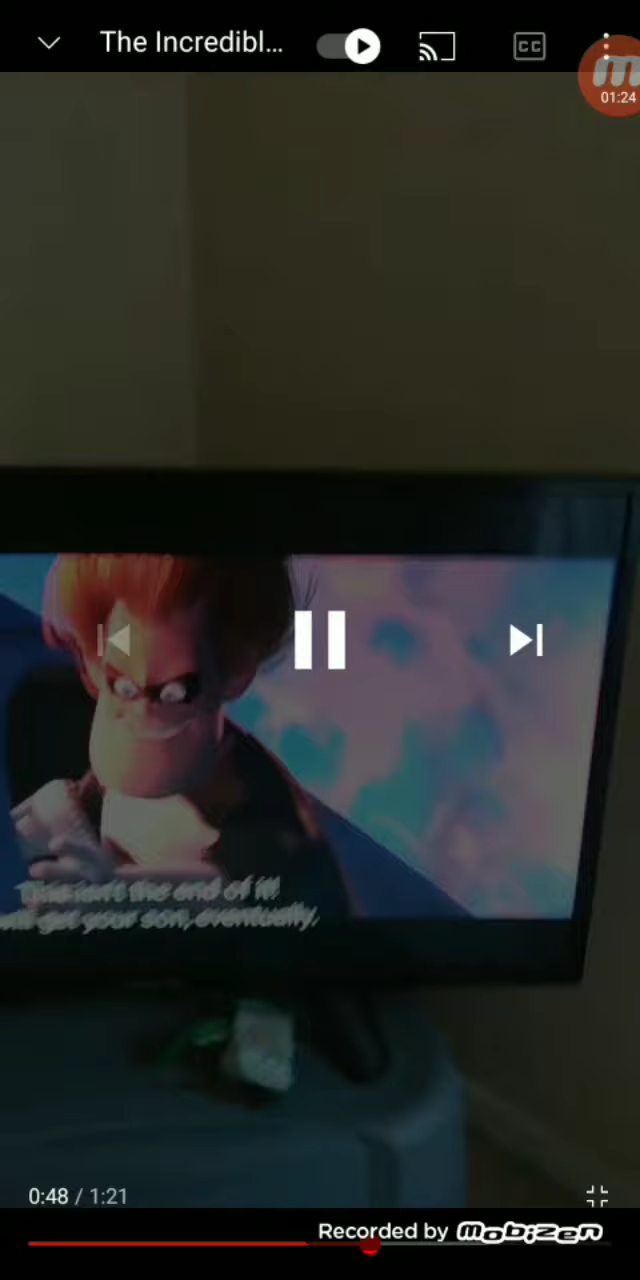 The Incredibl...
CC
m
01:24
This isn't the end of it!
get your son, eventually.
0:48 / 1:21
Recorded by mobizen